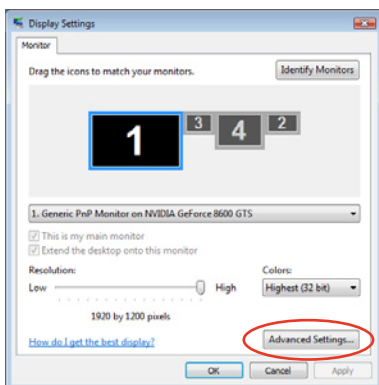 Display Settings
Monitor
Drag the icons to match your monitors.
Identify Monitors
1
3
4
2
1. Generic PnP Monitor on NVIDIA GeForce 8600 GTS
This is my main monitor
Extend the desktop onto this monitor
Resolution:
Colors:
Low
High
Highest (32 bit)
1920 by 1200 pixels
How do I get the best display?
Advanced Settings...
OK
Cancel
Apply